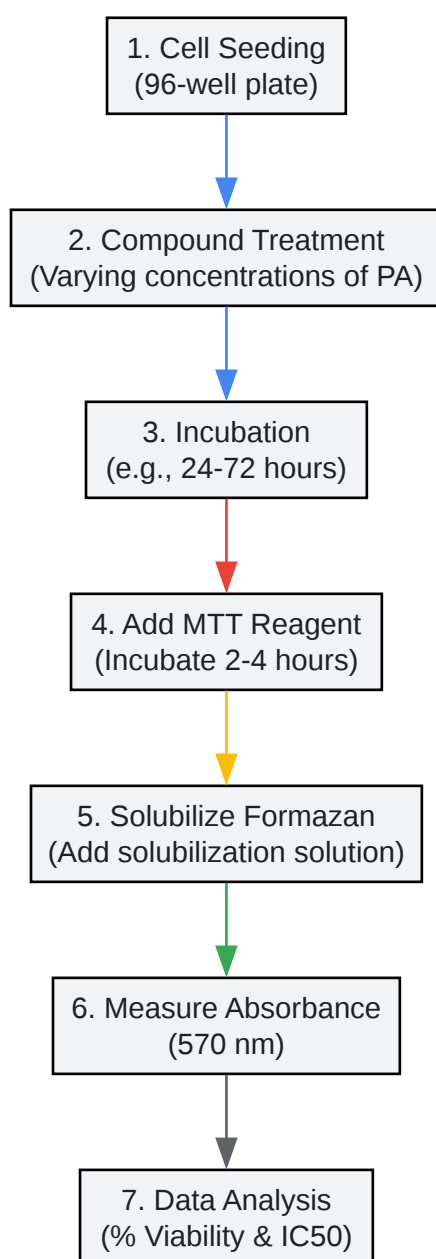 1. Cell Seeding
(96-well plate)
2. Compound Treatment
(Varying concentrations of PA)
3. Incubation
(e.g., 24-72 hours)
4. Add MTT Reagent
(Incubate 2-4 hours)
5. Solubilize Formazan
(Add solubilization solution)
6. Measure Absorbance
(570 nm)
7. Data Analysis
(% Viability & IC50)